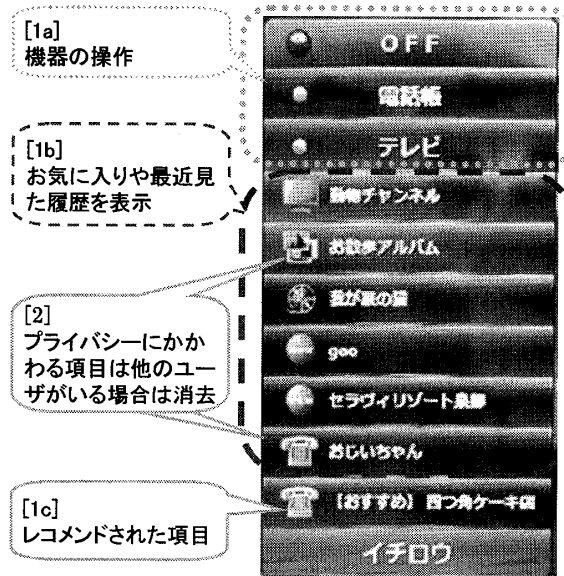 [1a]
機器の操作
[1b]
お気に入りや最近見
た履歴を表示
[2]
プライバシーにかか
わる項目は他のユー
ザがいる場合は消去
[1c]
レコメンドされた項目
OFF
電話帳
テレビ
動物チャンネル
お散歩アルバム
我が家の猫
goo
セラヴィリゾート泉郷
おじいちゃん
【おすすめ】 四つ角ケーキ店
イチロウ